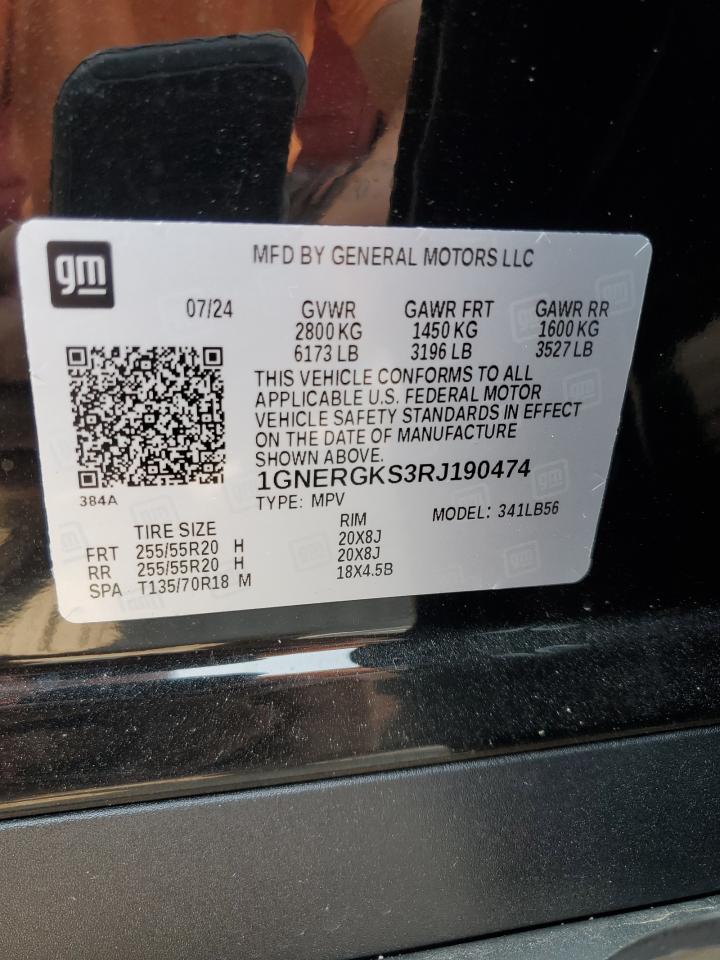 gm
MFD BY GENERAL MOTORS LLC
07/24 GVWR GAWR FRT GAWR RR
2800 KG 1450 KG 1600 KG
6173 LB 3196 LB 3527 LB
THIS VEHICLE CONFORMS TO ALL
APPLICABLE U.S. FEDERAL MOTOR
VEHICLE SAFETY STANDARDS IN EFFECT
ON THE DATE OF MANUFACTURE
SHOWN ABOVE.
1GNERGKS3RJ190474
384A
TYPE: MPV MODEL: 341LB56
TIRE SIZE RIM
FRT 255/55R20 H 20X8J
RR 255/55R20 H 20X8J
SPA T135/70R18 M 18X4.5B